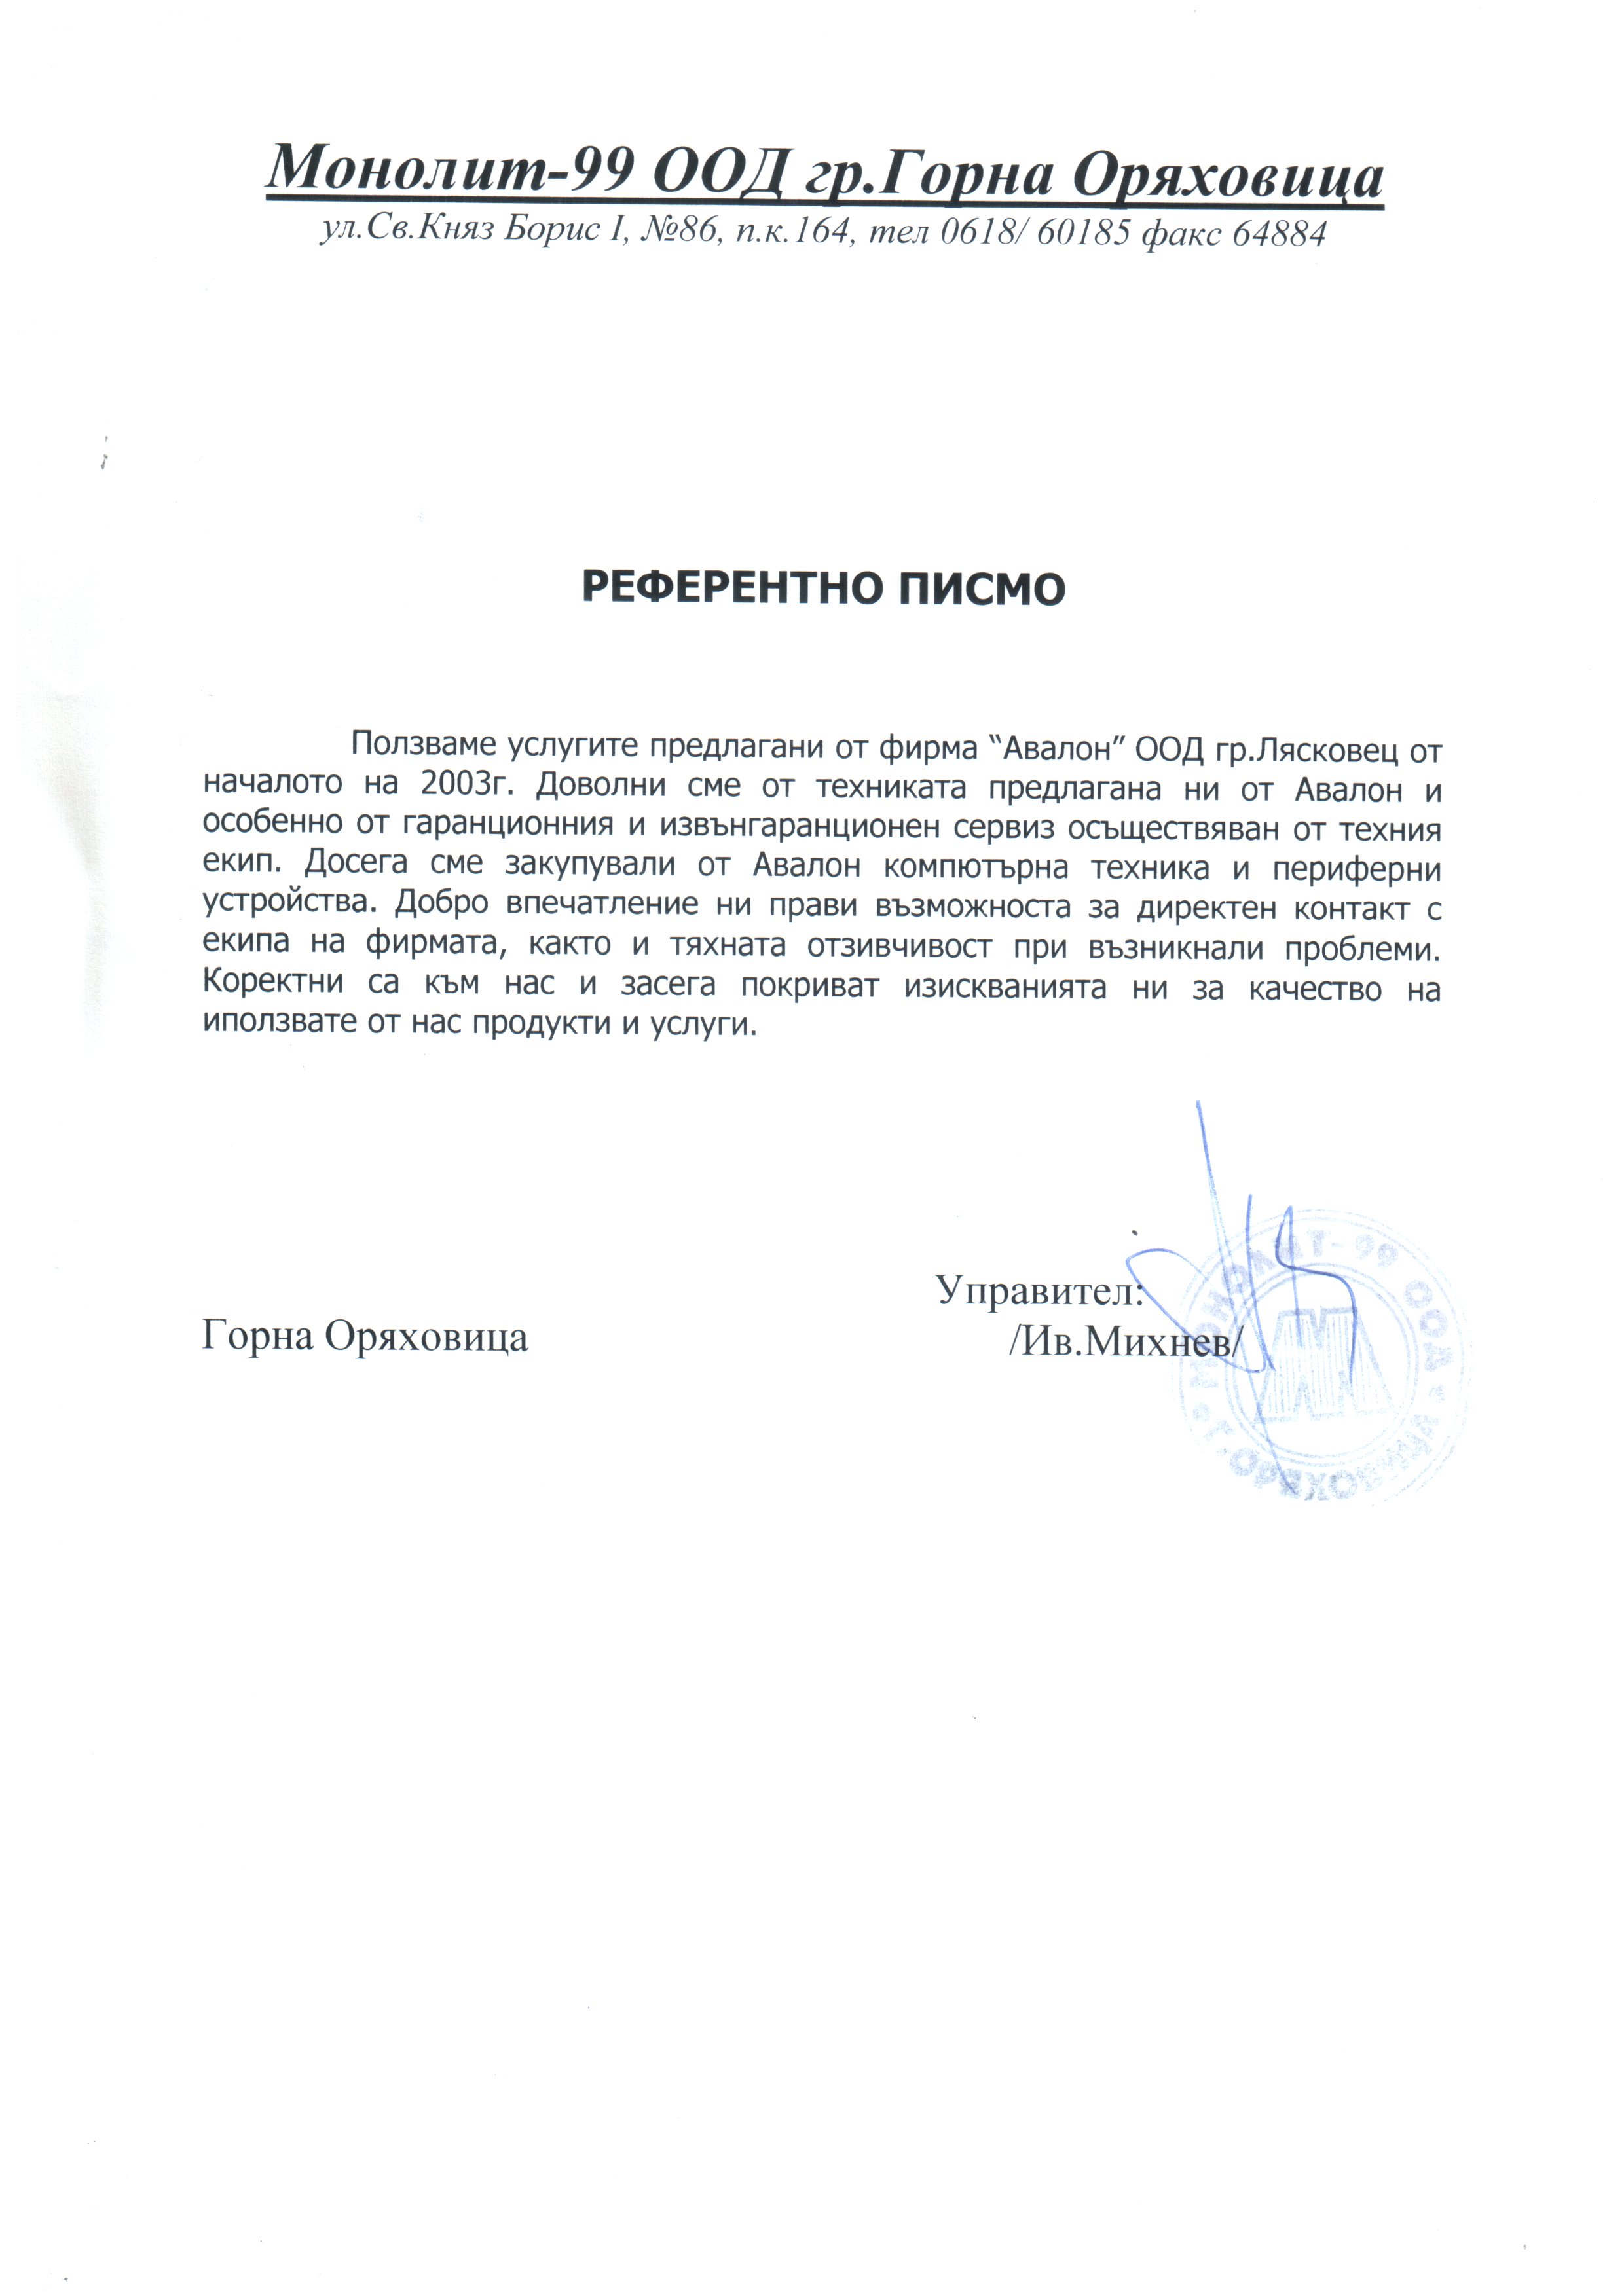 Монолит-99 ООД гр.Горна Оряховица
ул.Св.Княз Борис I, №86, п.к.164, тел 0618/ 60185 факс 64884
РЕФЕРЕНТНО ПИСМО
Ползваме услугите предлагани от фирма “Авалон” ООД гр.Лясковец от
началото на 2003г. Доволни сме от техниката предлагана ни от Авалон и
особенно от гаранционния и извънгаранционен сервиз осъществяван от техния
екип. Досега сме закупували от Авалон компютърна техника и периферни
устройства. Добро впечатление ни прави възможноста за директен контакт с
екипа на фирмата, както и тяхната отзивчивост при възникнали проблеми.
Коректни са към нас и засега покриват изискванията ни за качество на
иползвате от нас продукти и услуги.
Управител:
Горна Оряховица /Ив.Михнев/
МОНОЛИТ-99 ООД
Г.ОРЯХОВИЦА